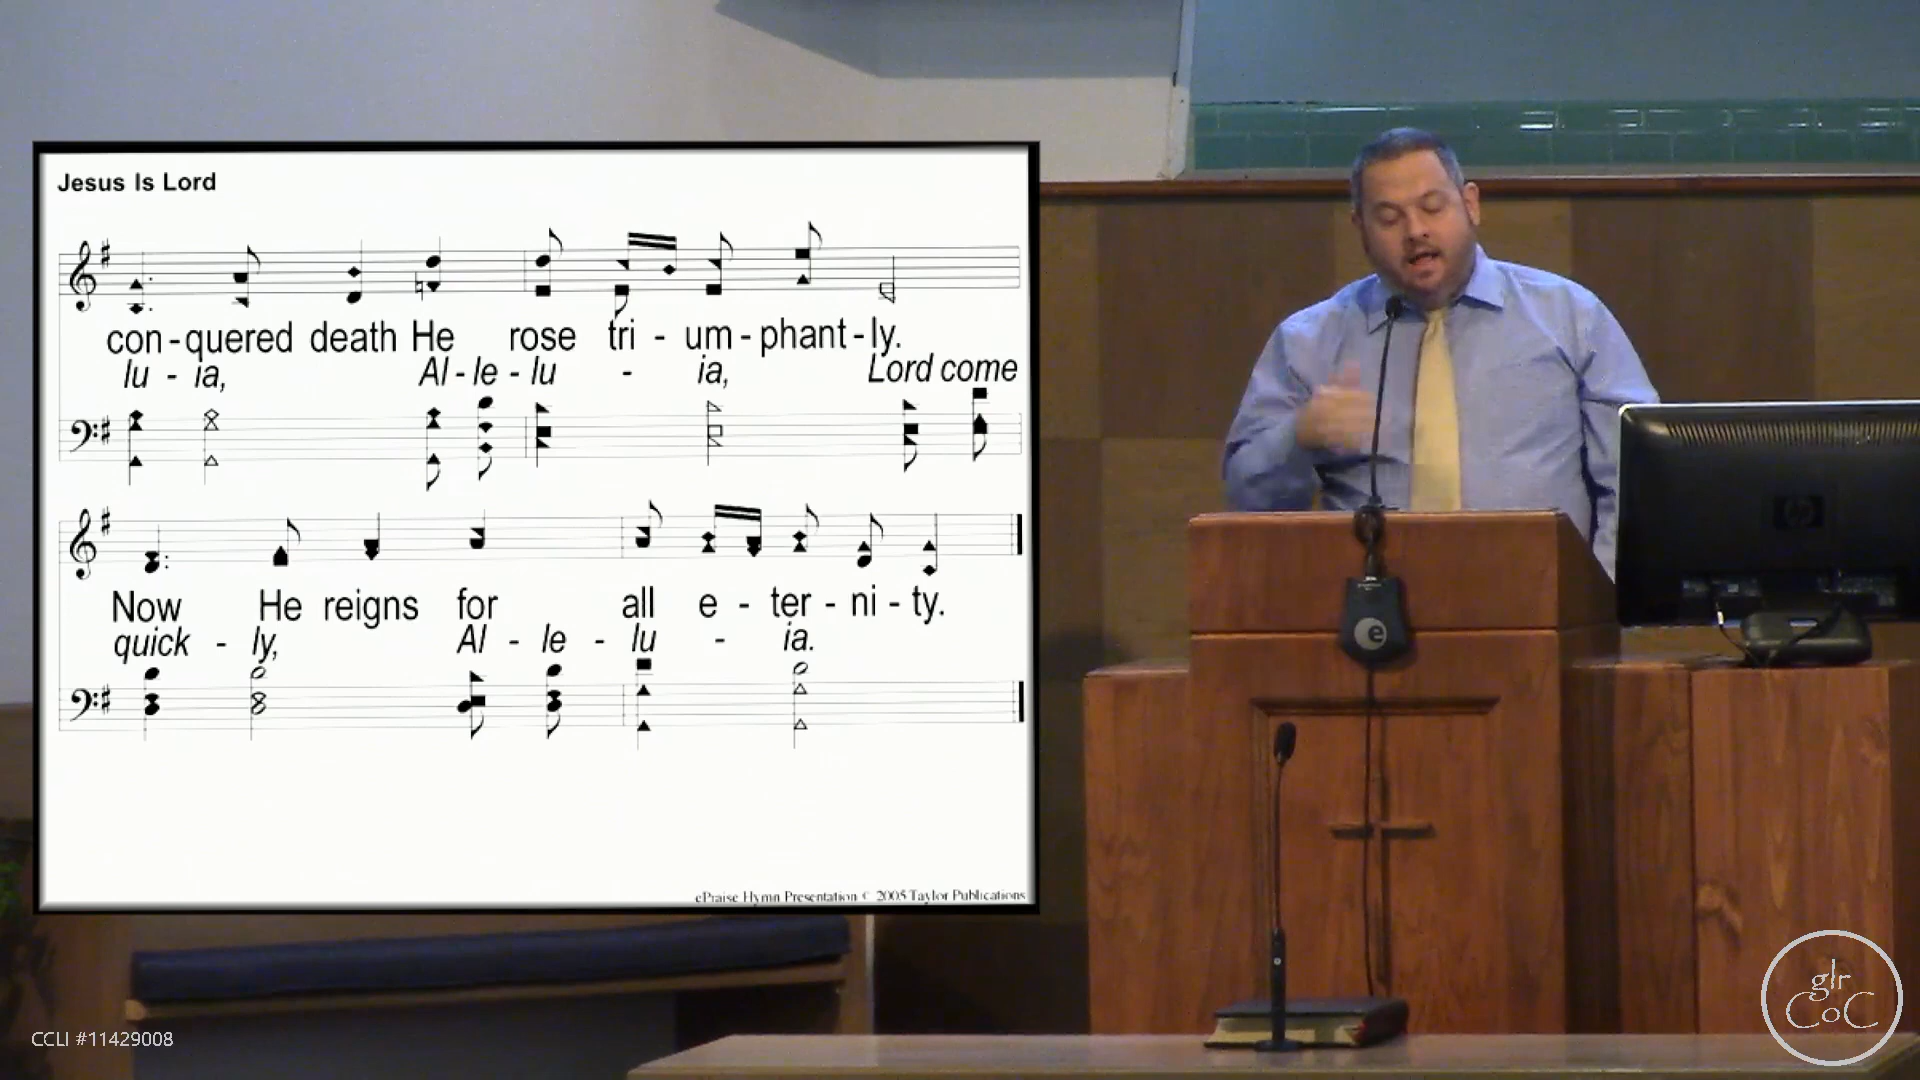 Jesus Is Lord
con - quered death He rose tri - um - phant - ly.
lu - ia, Al - le - lu - ia, Lord come
Now He reigns for all e - ter - ni - ty.
quick - ly, Al - le - lu - ia.
ePraise Hymn Presentation © 2005 Taylor Publications
hp
e
glr
CoC
CCLI #11429008